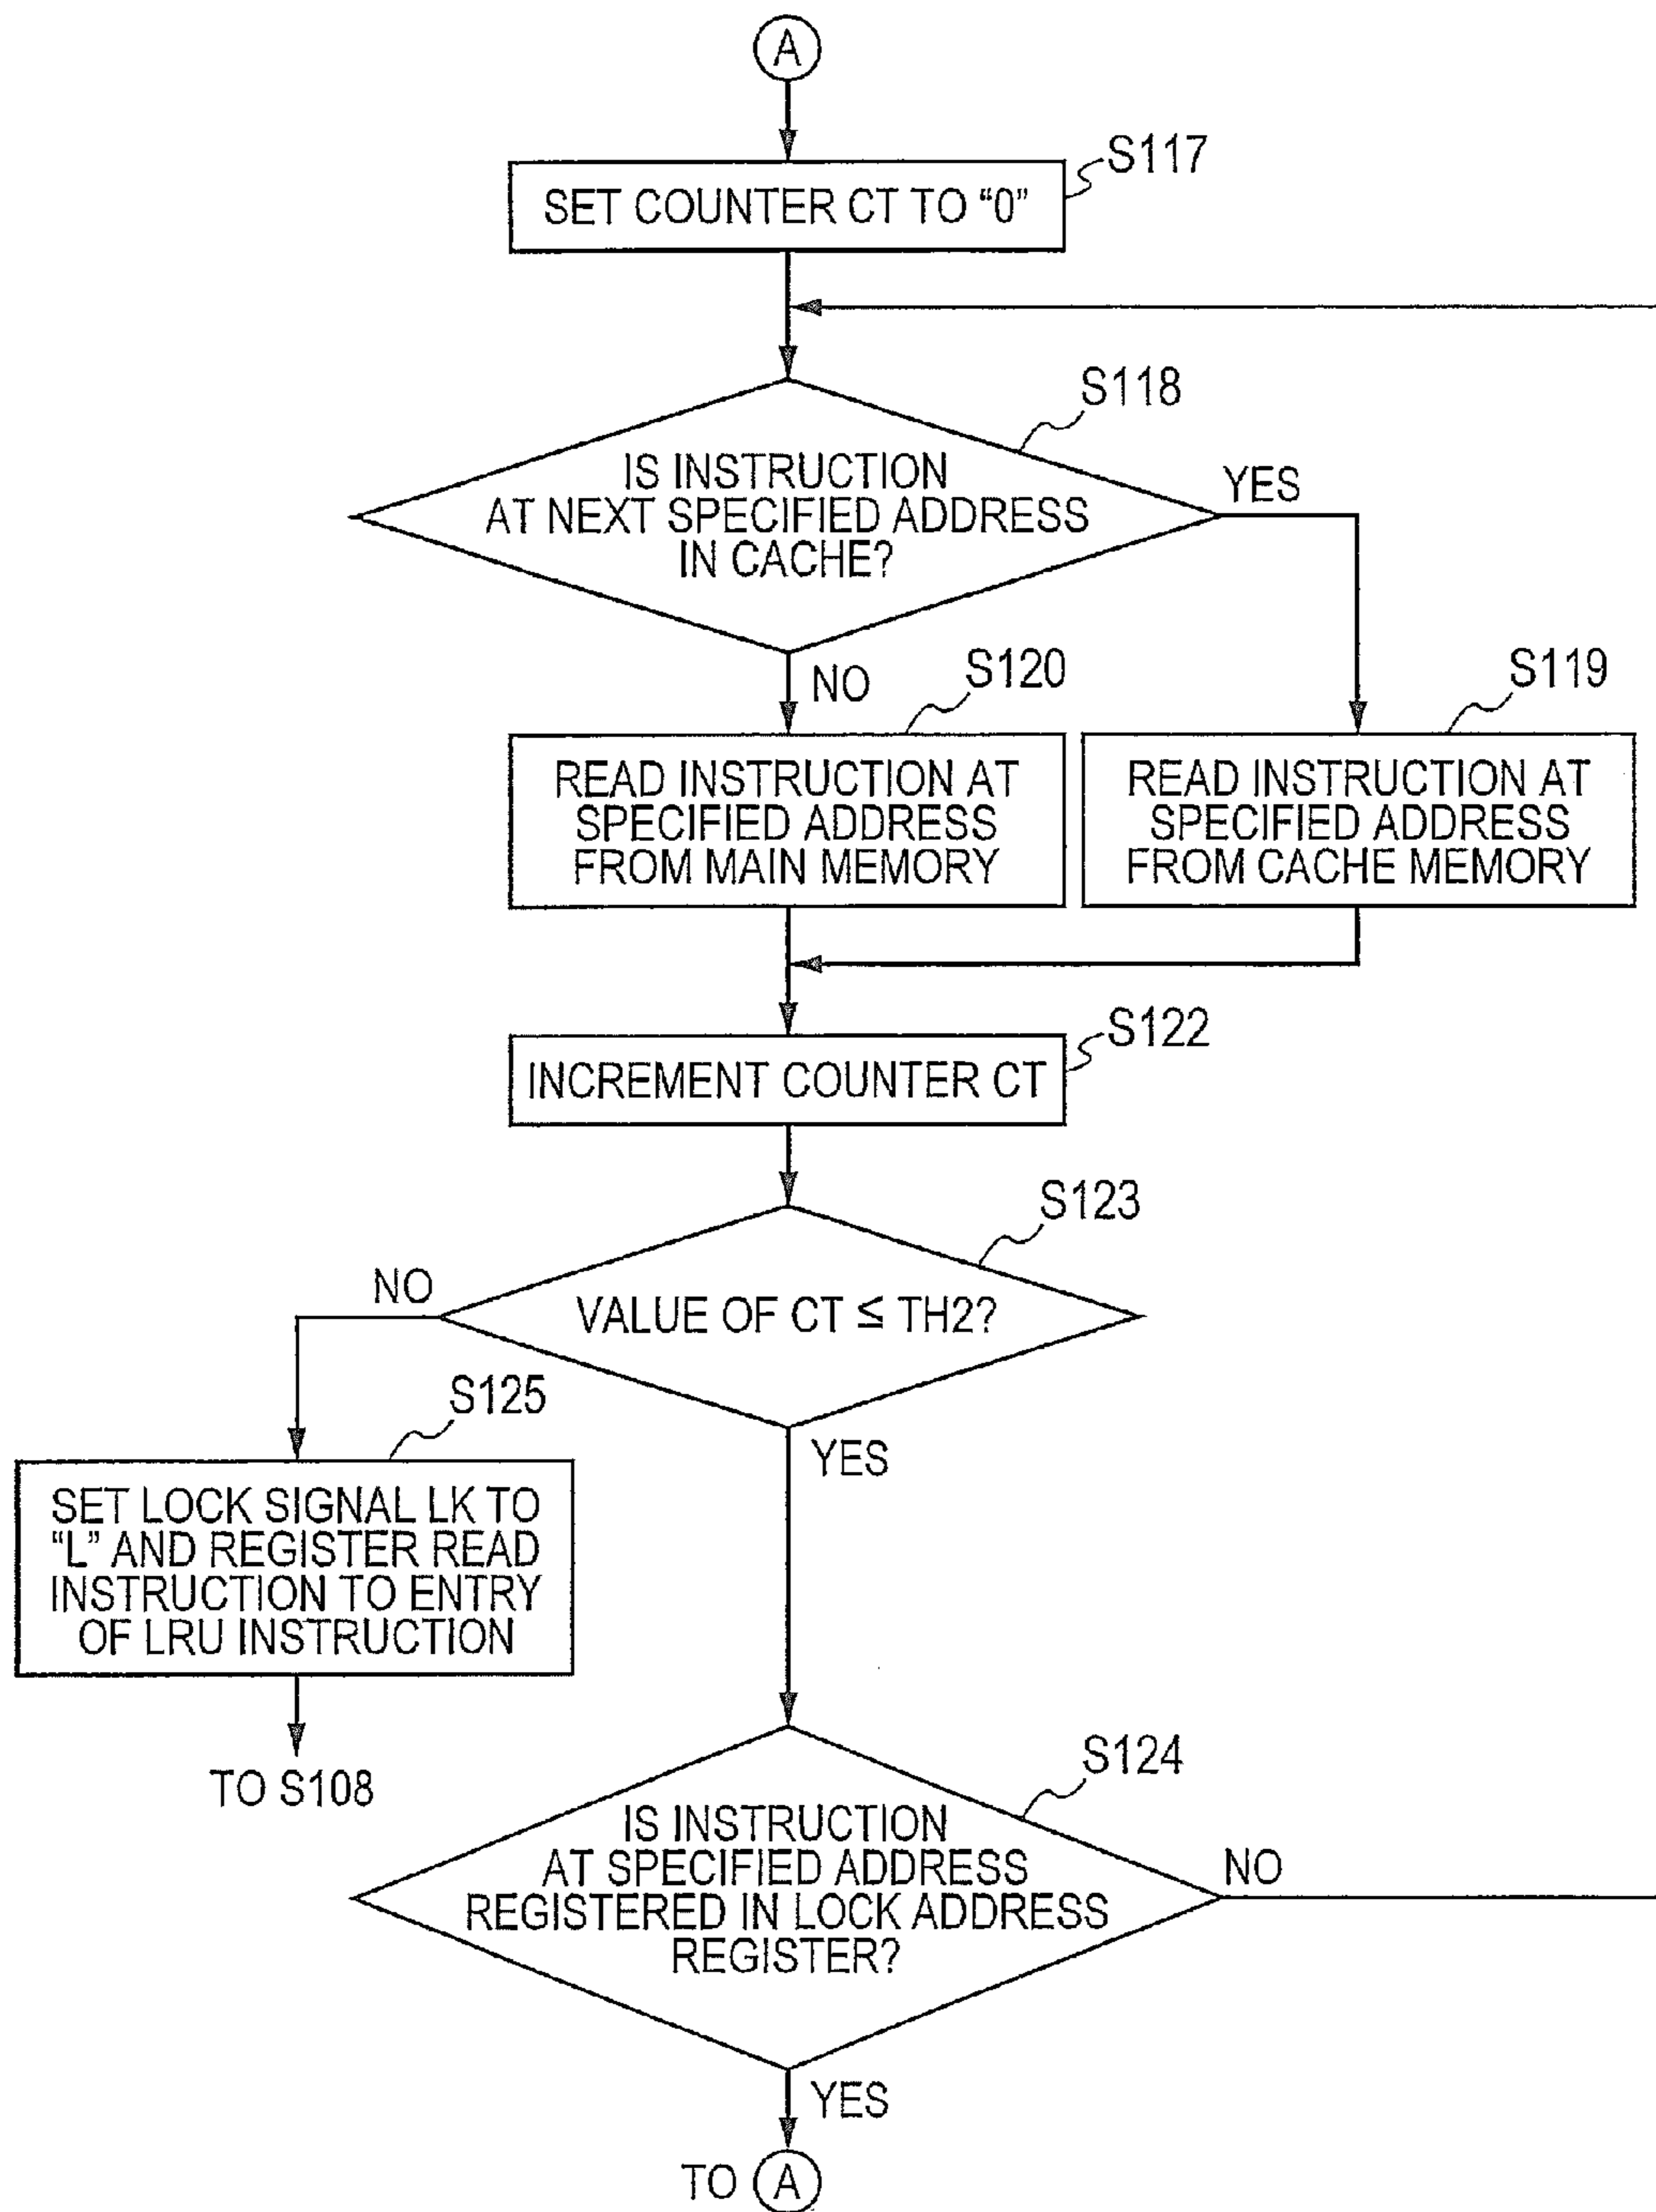 A
S117
SET COUNTER CT TO “0”
S118
IS INSTRUCTION
AT NEXT SPECIFIED ADDRESS
IN CACHE?
YES
NO
S120
S119
READ INSTRUCTION AT
SPECIFIED ADDRESS
FROM MAIN MEMORY
READ INSTRUCTION AT
SPECIFIED ADDRESS
FROM CACHE MEMORY
S122
INCREMENT COUNTER CT
S123
NO
VALUE OF CT ≦ TH2?
S125
YES
SET LOCK SIGNAL LK TO
“L” AND REGISTER READ
INSTRUCTION TO ENTRY
OF LRU INSTRUCTION
TO S108
S124
IS INSTRUCTION
AT SPECIFIED ADDRESS
REGISTERED IN LOCK ADDRESS
REGISTER?
NO
YES
TO A